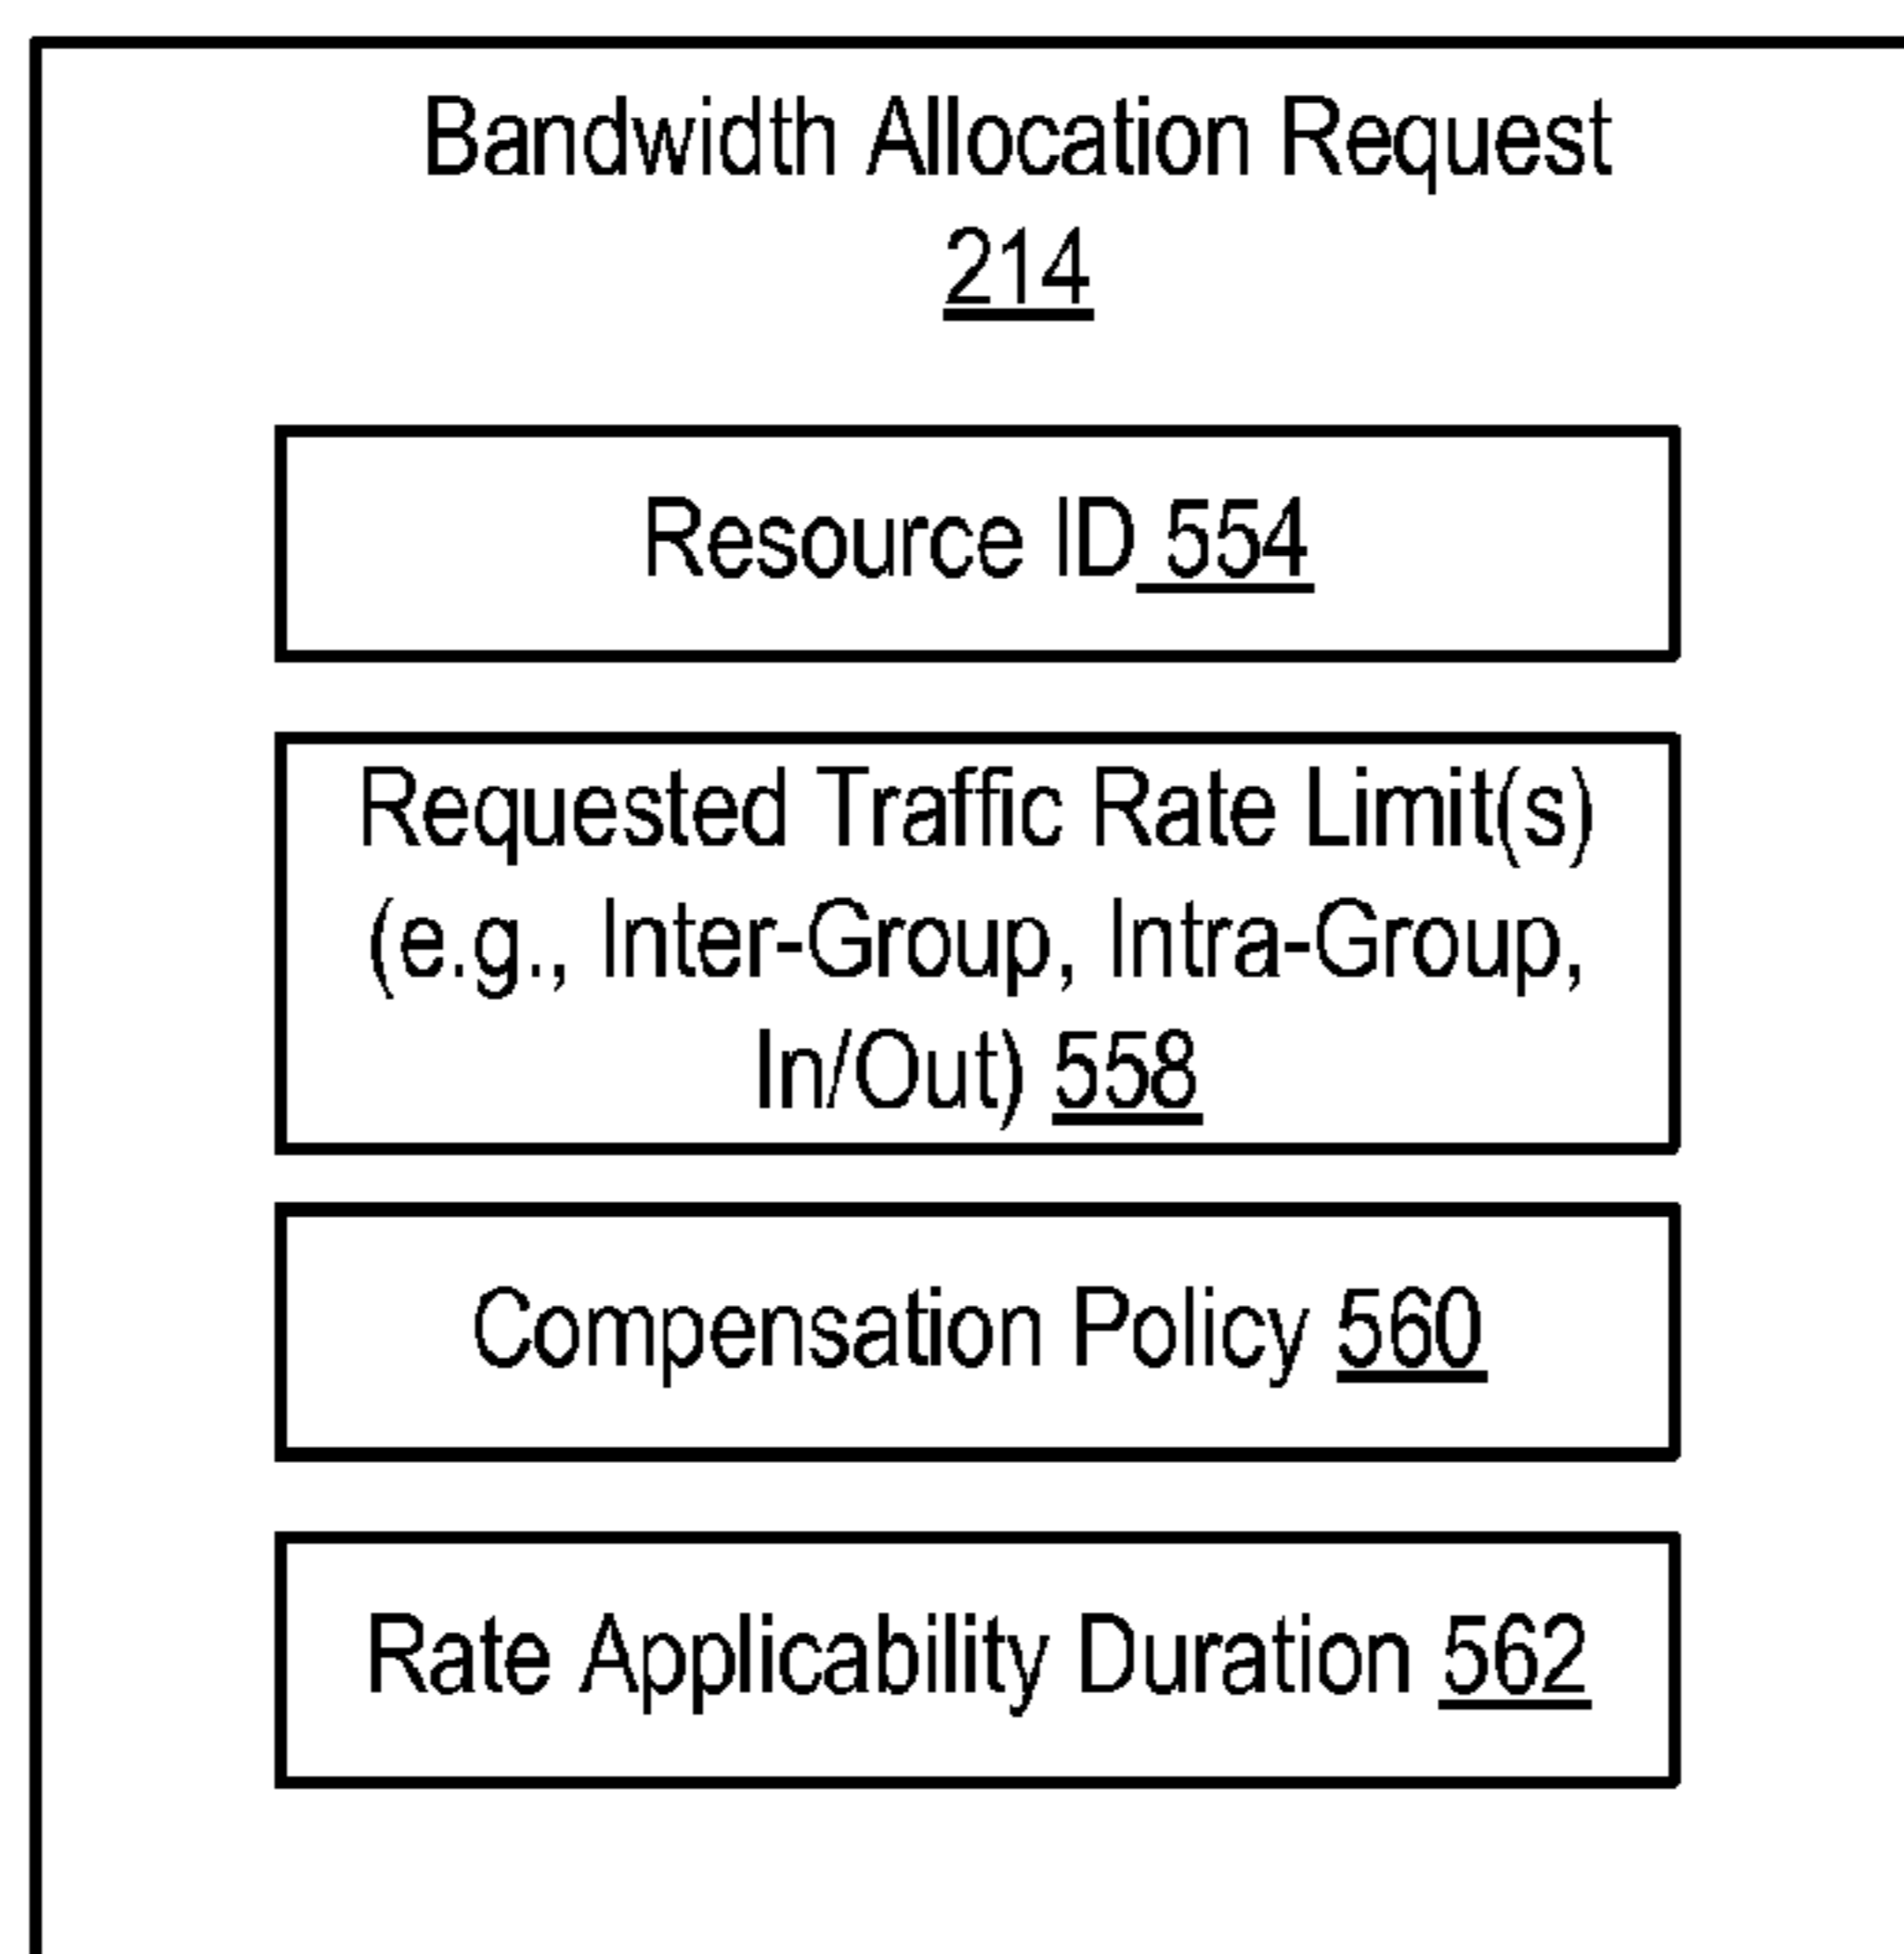 Bandwidth Allocation Request
214
Resource ID 554
Requested Traffic Rate Limit(s)
(e.g., Inter-Group, Intra-Group,
In/Out) 558
Compensation Policy 560
Rate Applicability Duration 562